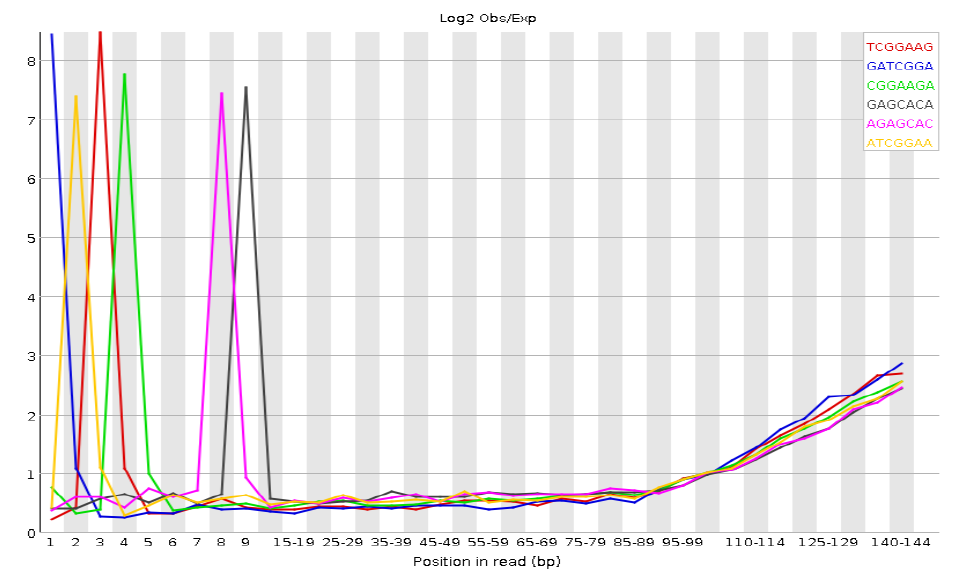 Log2 Obs/Exp
TCGGAAG
GATCGGA
CGGAAGA
GAGCACA
AGAGCAC
ATCGGAA
8
7
6
5
4
3
2
1
0
1 2 3 4 5 6 7 8 9 15-19 25-29 35-39 45-49 55-59 65-69 75-79 85-89 95-99 110-114 125-129 140-144
Position in read (bp)